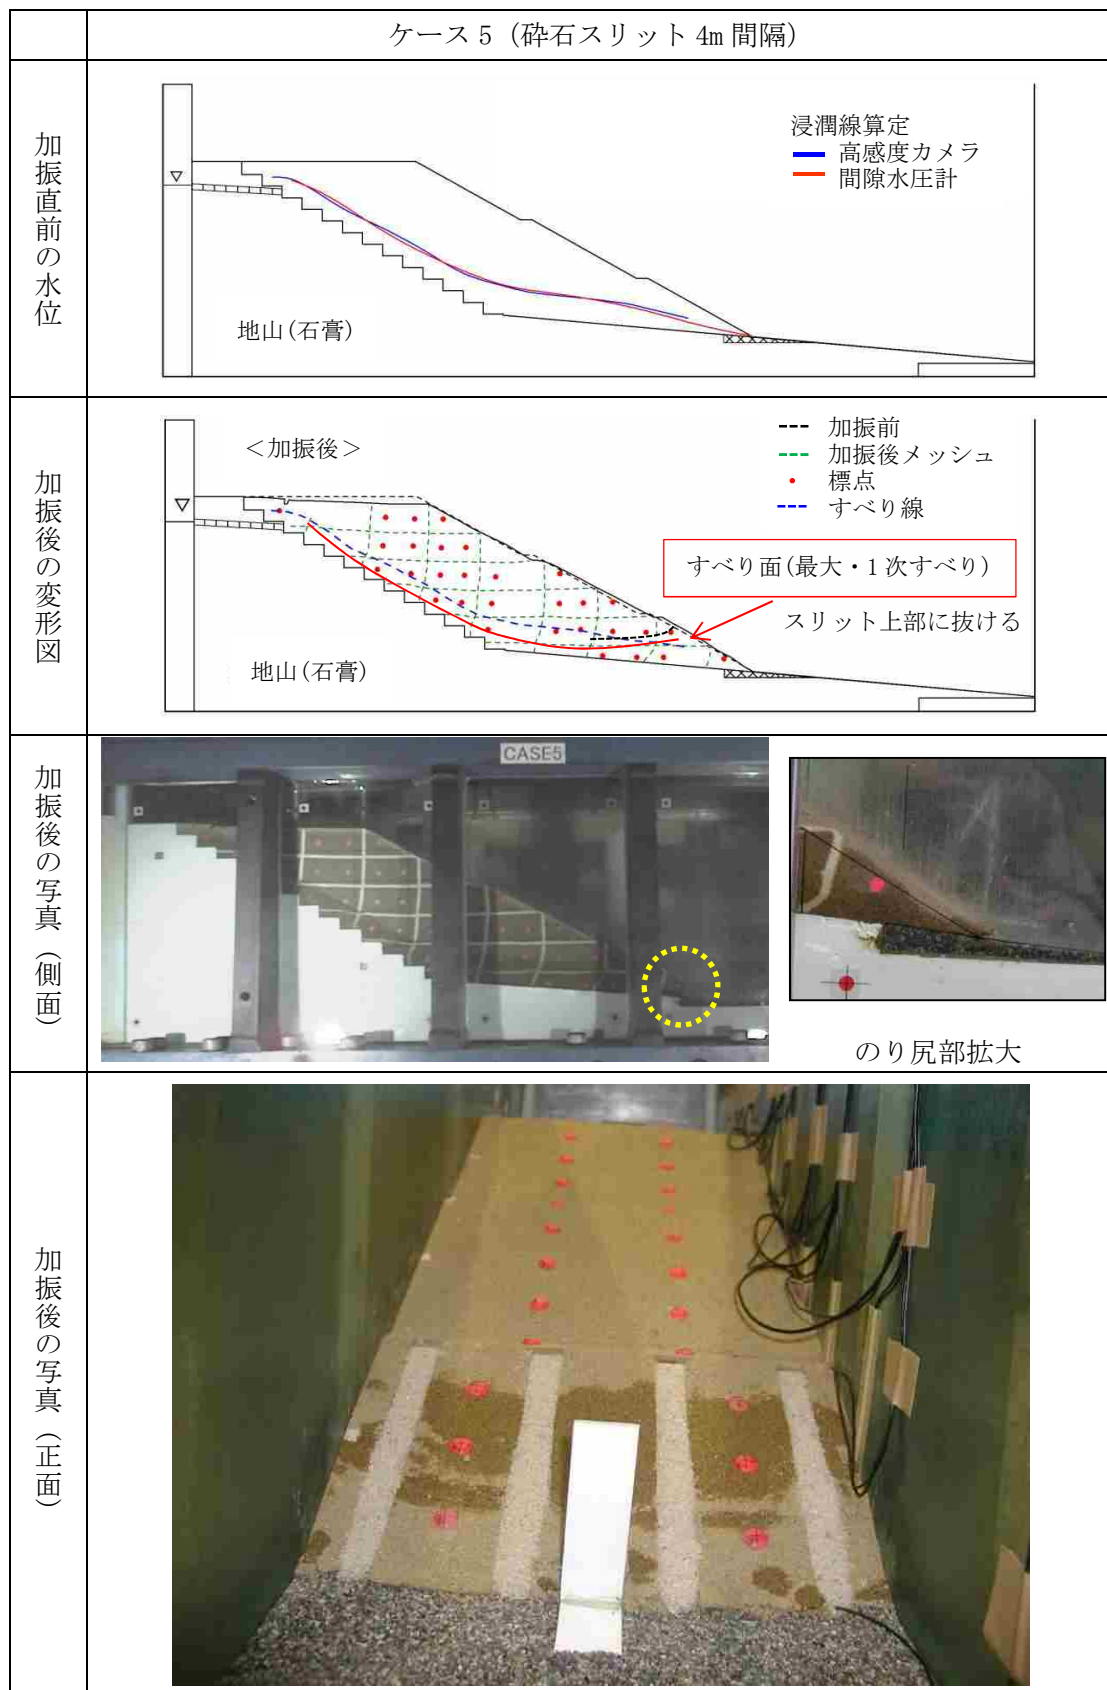 ケース 5（砕石スリット 4m 間隔）
加振直前の水位
浸潤線算定
高感度カメラ
間隙水圧計
地山(石膏)
加振後の変形図
＜加振後＞
加振前
加振後メッシュ
標点
すべり線
すべり面(最大・1 次すべり)
スリット上部に抜ける
地山(石膏)
加振後の写真（側面）
CASE5
のり尻部拡大
加振後の写真（正面）